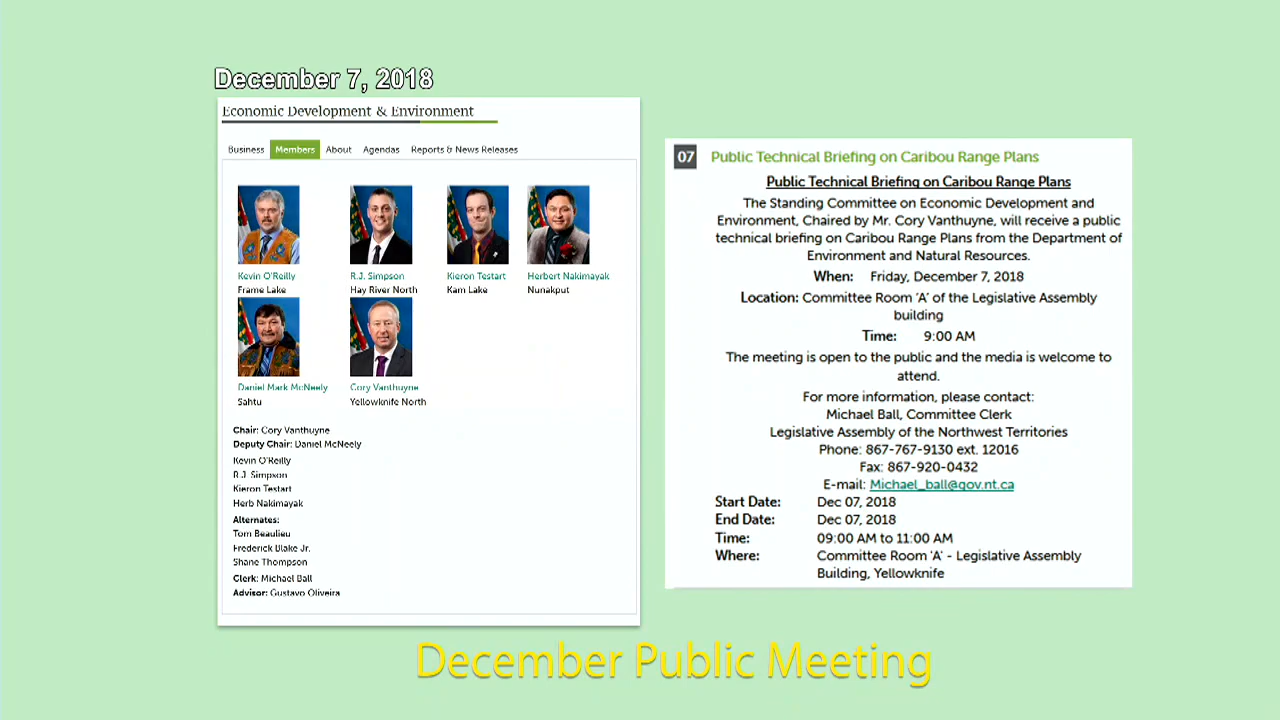 December 7, 2018
Economic Development & Environment
Business Members About Agendas Reports & News Releases
Kevin O'Reilly R.J. Simpson Kieron Testart Herbert Nakimayak
Frame Lake Hay River North Kam Lake Nunakput
Daniel Mark McNeely Cory Vanthuyne
Sahtu Yellowknife North
Chair: Cory Vanthuyne
Deputy Chair: Daniel McNeely
Kevin O'Reilly
R.J. Simpson
Kieron Testart
Herb Nakimayak
Alternates:
Tom Beaulieu
Frederick Blake Jr.
Shane Thompson
Clerk: Michael Ball
Advisor: Gustavo Oliveira
07 Public Technical Briefing on Caribou Range Plans
Public Technical Briefing on Caribou Range Plans
The Standing Committee on Economic Development and
Environment, Chaired by Mr. Cory Vanthuyne, will receive a public
technical briefing on Caribou Range Plans from the Department of
Environment and Natural Resources.
When: Friday, December 7, 2018
Location: Committee Room 'A' of the Legislative Assembly
building
Time: 9:00 AM
The meeting is open to the public and the media is welcome to
attend.
For more information, please contact:
Michael Ball, Committee Clerk
Legislative Assembly of the Northwest Territories
Phone: 867-767-9130 ext. 12016
Fax: 867-920-0432
E-mail: Michael_ball@gov.nt.ca
Start Date: Dec 07, 2018
End Date: Dec 07, 2018
Time: 09:00 AM to 11:00 AM
Where: Committee Room 'A' - Legislative Assembly
Building, Yellowknife
December Public Meeting